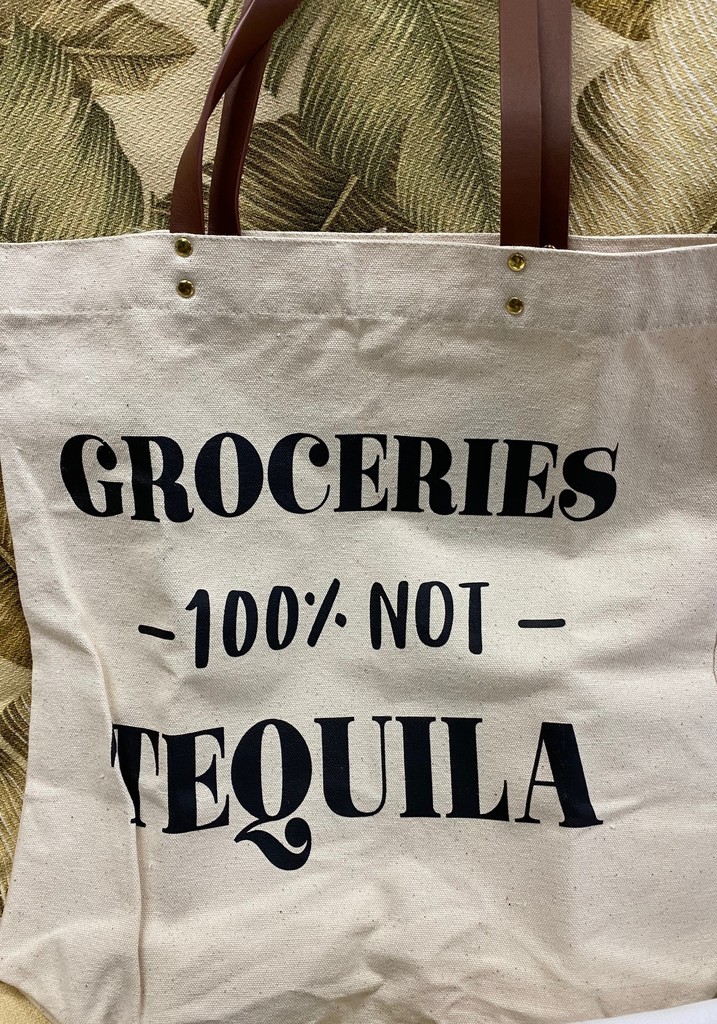 GROCERIES
- 100% NOT -
TEQUILA